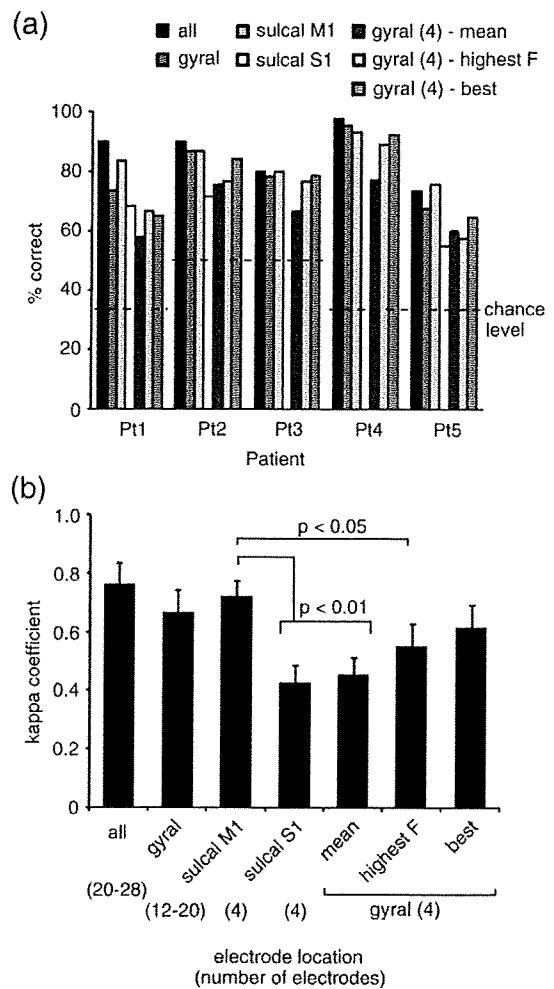 (a)
all
gyral
sulcal M1
sulcal S1
gyral (4) - mean
gyral (4) - highest F
gyral (4) - best
100
80
60
40
20
0
% correct
chance
level
Pt1 Pt2 Pt3 Pt4 Pt5
Patient
(b)
1.0
0.8
0.6
0.4
0.2
0
kappa coefficient
p < 0.05
p < 0.01
all gyral sulcal M1 sulcal S1 mean highest F best
(20-28) (12-20) (4) (4) gyral (4)
electrode location
(number of electrodes)